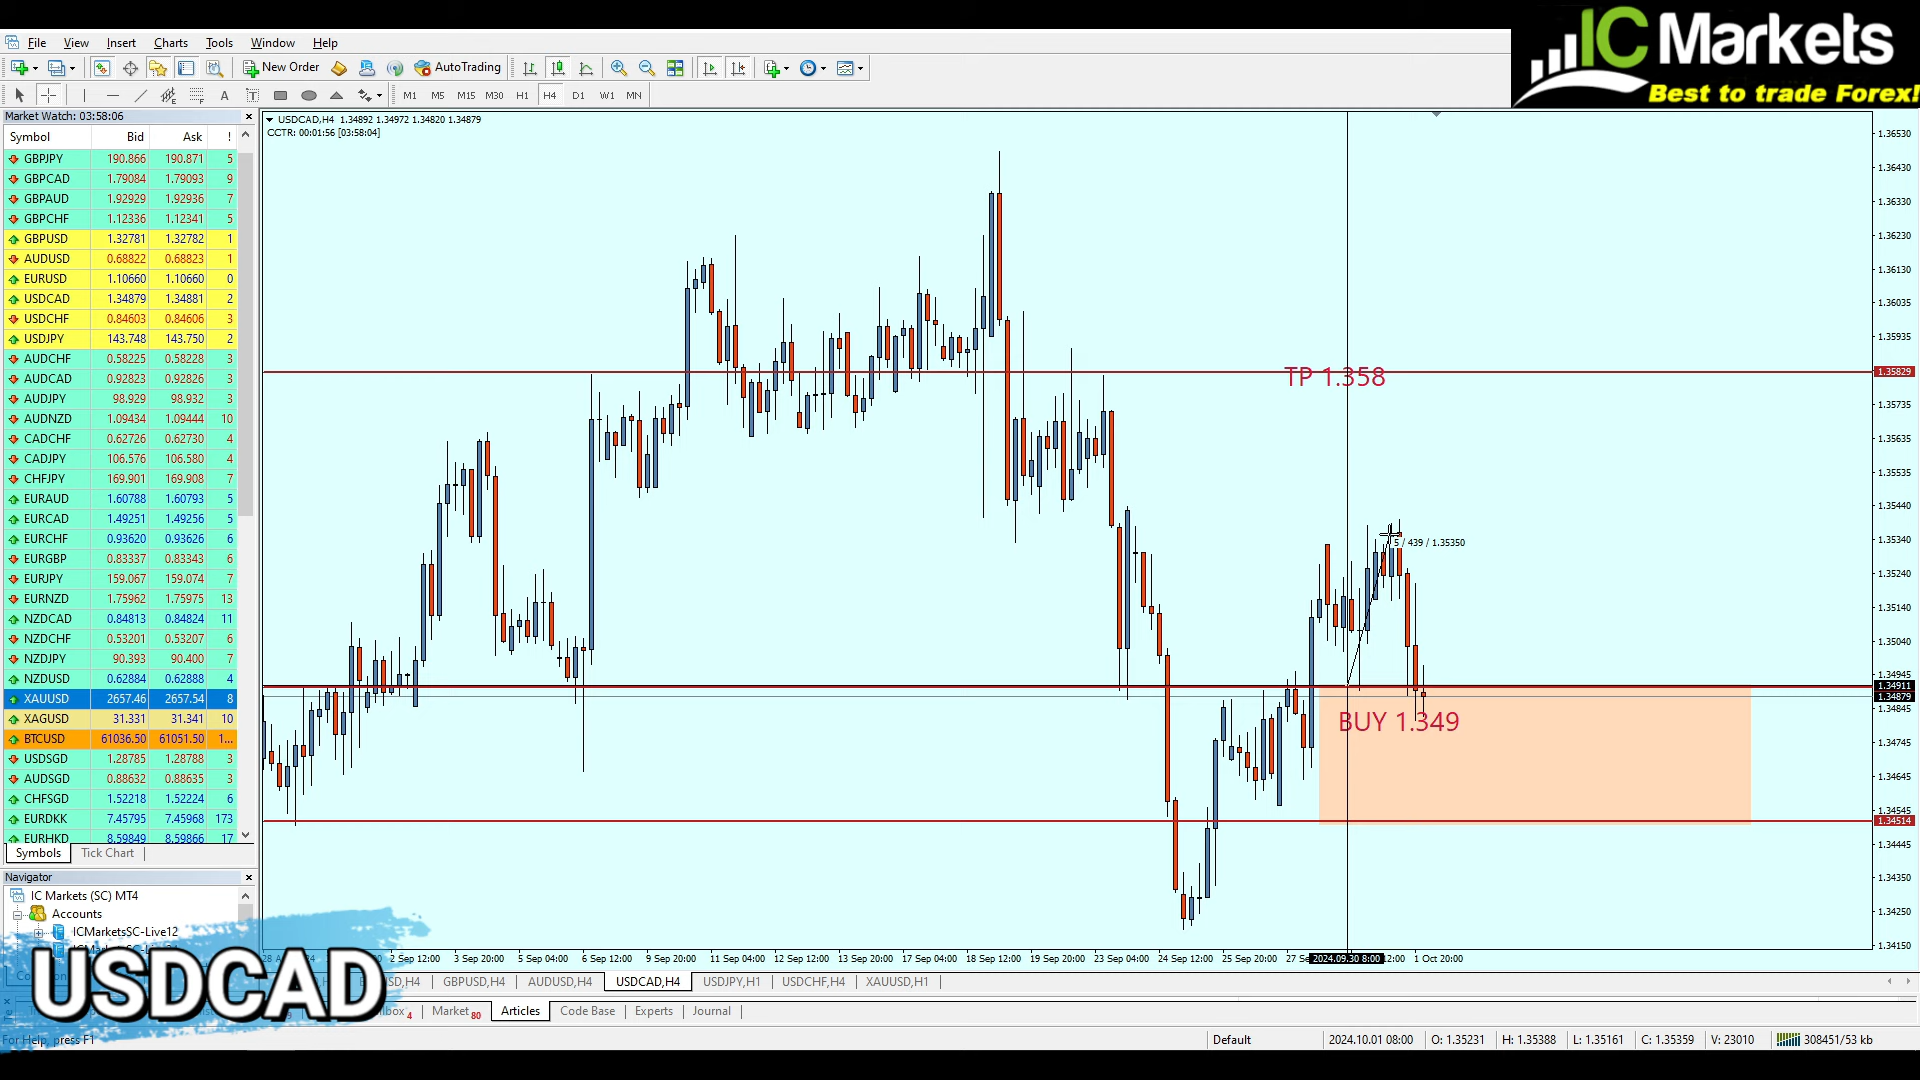 IC Markets
Best to trade Forex!
File View Insert Charts Tools Window Help
New Order AutoTrading
A T M1 M5 M15 M30 H1 H4 D1 W1 MN
Market Watch: 03:58:06
Symbol Bid Ask !
GBPJPY 190.866 190.871 5
GBPCAD 1.79084 1.79093 9
GBPAUD 1.92929 1.92936 7
GBPCHF 1.12336 1.12341 5
GBPUSD 1.32781 1.32782 1
AUDUSD 0.68822 0.68823 1
EURUSD 1.10660 1.10660 0
USDCAD 1.34879 1.34881 2
USDCHF 0.84603 0.84606 3
USDJPY 143.748 143.750 2
AUDCHF 0.58225 0.58228 3
AUDCAD 0.92823 0.92826 3
AUDJPY 98.929 98.932 3
AUDNZD 1.09434 1.09444 10
CADCHF 0.62726 0.62730 4
CADJPY 106.576 106.580 4
CHFJPY 169.901 169.908 7
EURAUD 1.60788 1.60793 5
EURCAD 1.49251 1.49256 5
EURCHF 0.93620 0.93626 6
EURGBP 0.83337 0.83343 6
EURJPY 159.067 159.074 7
EURNZD 1.75962 1.75975 13
NZDCAD 0.84813 0.84824 11
NZDCHF 0.53201 0.53207 6
NZDJPY 90.393 90.400 7
NZDUSD 0.62884 0.62888 4
XAUUSD 2657.46 2657.54 8
XAGUSD 31.331 31.341 10
BTCUSD 61036.50 61051.50 1...
USDSGD 1.28785 1.28788 3
AUDSGD 0.88632 0.88635 3
CHFSGD 1.52218 1.52224 6
EURDKK 7.45795 7.45968 173
EURHKD 8.59849 8.59866 17
Symbols Tick Chart
Navigator
IC Markets (SC) MT4
Accounts
ICMarketsSC-Live12
USDCAD
USDCAD,H4 1.34892 1.34972 1.34820 1.34879
CCTR: 00:01:56 [03:58:04]
TP 1.358
5 / 439 / 1.35350
BUY 1.349
1.36530
1.36430
1.36330
1.36230
1.36130
1.36035
1.35935
1.35829
1.35735
1.35635
1.35535
1.35440
1.35340
1.35240
1.35140
1.35040
1.34945
1.34911
1.34879
1.34845
1.34745
1.34645
1.34545
1.34514
1.34445
1.34350
1.34250
1.34150
2 Sep 12:00 3 Sep 20:00 5 Sep 04:00 6 Sep 12:00 9 Sep 20:00 11 Sep 04:00 12 Sep 12:00 13 Sep 20:00 17 Sep 04:00 18 Sep 12:00 19 Sep 20:00 23 Sep 04:00 24 Sep 12:00 25 Sep 20:00 2024.09.30 8:00 12:00 1 Oct 20:00
GBPUSD,H4 AUDUSD,H4 USDCAD,H4 USDJPY,H1 USDCHF,H4 XAUUSD,H1
Market 80 Articles Code Base Experts Journal
For Help, press F1 Default 2024.10.01 08:00 O: 1.35231 H: 1.35388 L: 1.35161 C: 1.35359 V: 23010 308451/53 kb